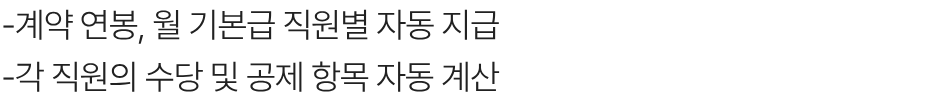 -계약 연봉, 월 기본급 직원별 자동 지급
-각 직원의 수당 및 공제 항목 자동 계산